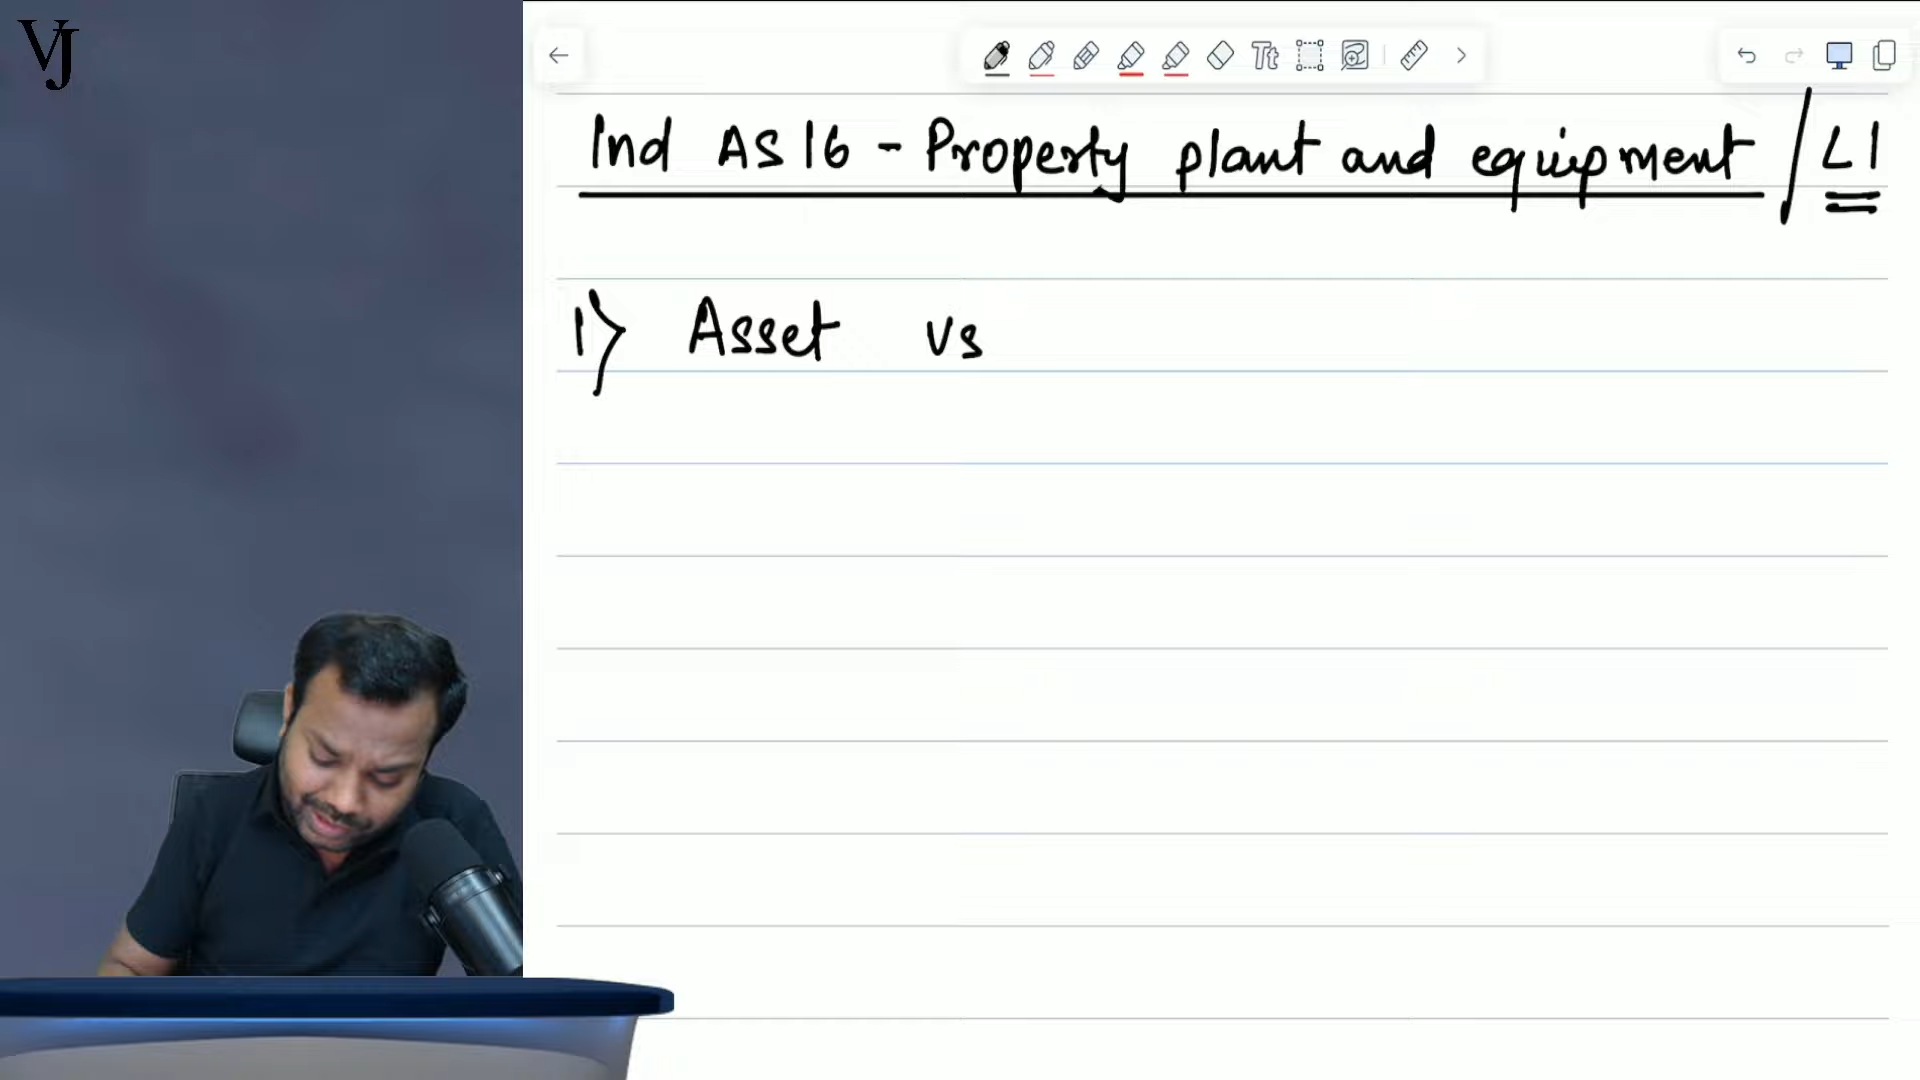 VJ
Ind AS 16 - Property plant and equipment / L1
1) Asset vs